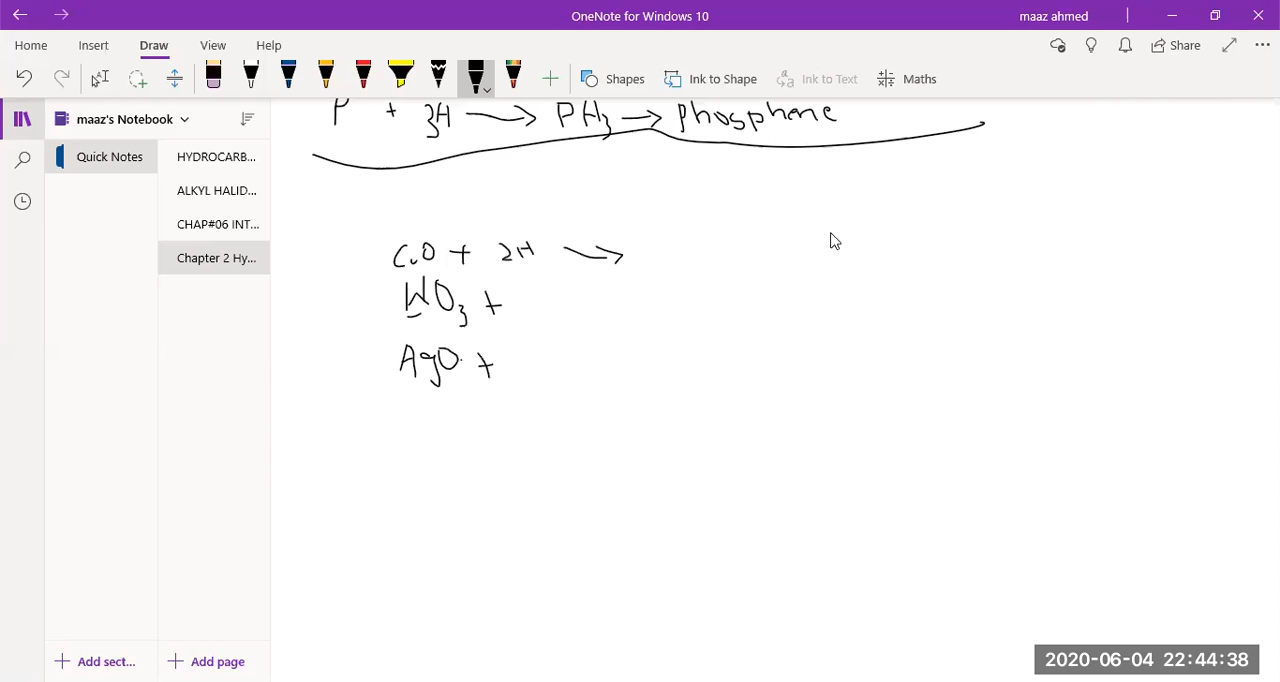 OneNote for Windows 10
maaz ahmed
Home Insert Draw View Help
Share
Shapes Ink to Shape Ink to Text Maths
maaz's Notebook
Quick Notes
HYDROCARB...
ALKYL HALID...
CHAP#06 INT...
Chapter 2 Hy...
P + 3H → PH3 → Phosphene
CuO + 2H →
WO3 +
AgO +
Add sect...
Add page
2020-06-04 22:44:38